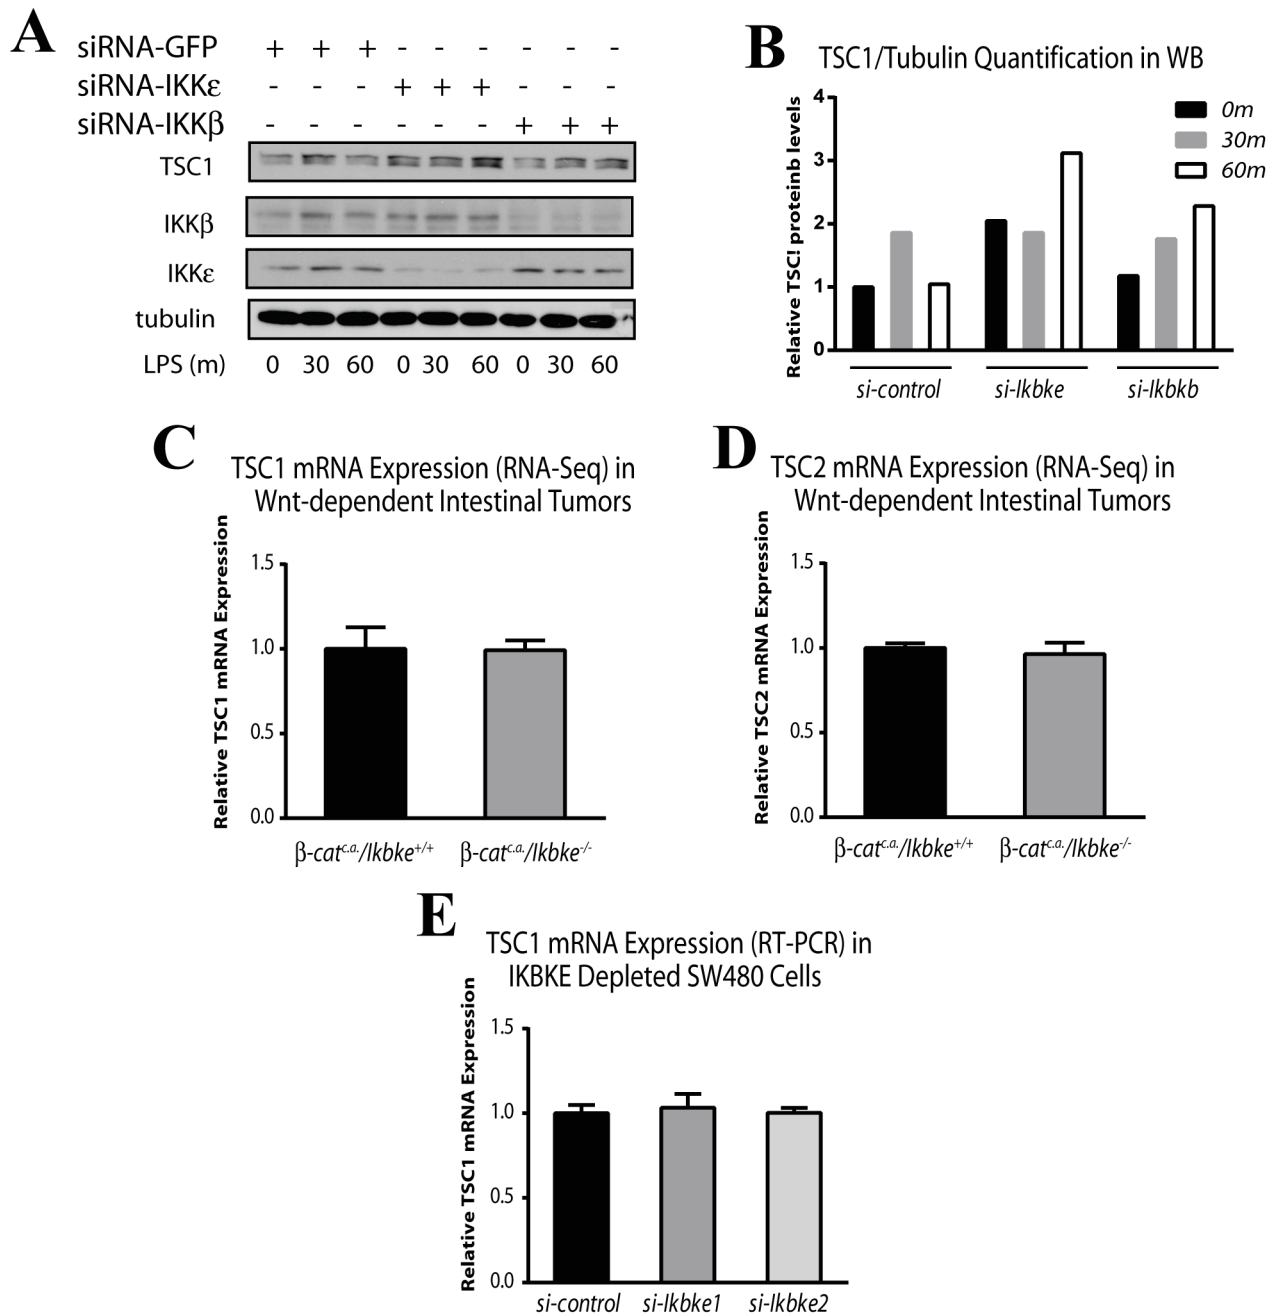 A
siRNA-GFP + + + - - - - - -
siRNA-IKKε - - - + + + - - -
siRNA-IKKβ - - - - - - + + +
TSC1
IKKβ
IKKε
tubulin
LPS (m) 0 30 60 0 30 60 0 30 60
B
TSC1/Tubulin Quantification in WB
Relative TSC! proteinb levels
4
3
2
1
0
0m
30m
60m
si-control si-Ikbke si-Ikbkb
C
TSC1 mRNA Expression (RNA-Seq) in
Wnt-dependent Intestinal Tumors
Relative TSC1 mRNA Expression
1.5
1.0
0.5
0.0
β-catᶜ·ᵃ·/Ikbke⁺/⁺ β-catᶜ·ᵃ·/Ikbke⁻/⁻
D
TSC2 mRNA Expression (RNA-Seq) in
Wnt-dependent Intestinal Tumors
Relative TSC2 mRNA Expression
1.5
1.0
0.5
0.0
β-catᶜ·ᵃ·/Ikbke⁺/⁺ β-catᶜ·ᵃ·/Ikbke⁻/⁻
E
TSC1 mRNA Expression (RT-PCR) in
IKBKE Depleted SW480 Cells
Relative TSC1 mRNA Expression
1.5
1.0
0.5
0.0
si-control si-Ikbke1 si-Ikbke2